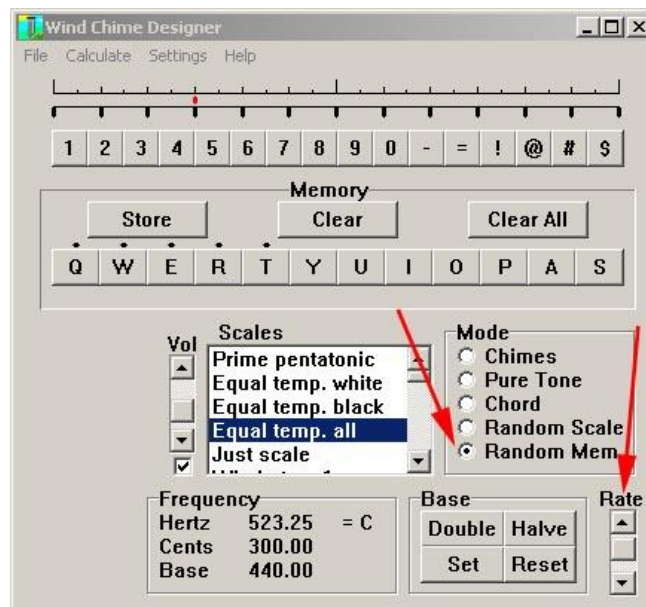 Wind Chime Designer
File Calculate Settings Help
1 2 3 4 5 6 7 8 9 0 - = ! @ # $
Memory
Store Clear Clear All
Q W E R T Y U I O P A S
Vol
Scales
Prime pentatonic
Equal temp. white
Equal temp. black
Equal temp. all
Just scale
Mode
Chimes
Pure Tone
Chord
Random Scale
Random Mem
Frequency
Hertz 523.25 = C
Cents 300.00
Base 440.00
Base
Double Halve
Set Reset
Rate